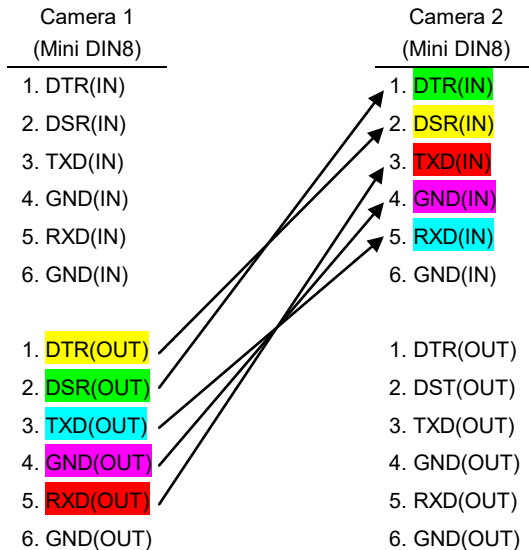 Camera 1
(Mini DIN8)
1. DTR(IN)
2. DSR(IN)
3. TXD(IN)
4. GND(IN)
5. RXD(IN)
6. GND(IN)
1. DTR(OUT)
2. DSR(OUT)
3. TXD(OUT)
4. GND(OUT)
5. RXD(OUT)
6. GND(OUT)
Camera 2
(Mini DIN8)
1. DTR(IN)
2. DSR(IN)
3. TXD(IN)
4. GND(IN)
5. RXD(IN)
6. GND(IN)
1. DTR(OUT)
2. DST(OUT)
3. TXD(OUT)
4. GND(OUT)
5. RXD(OUT)
6. GND(OUT)